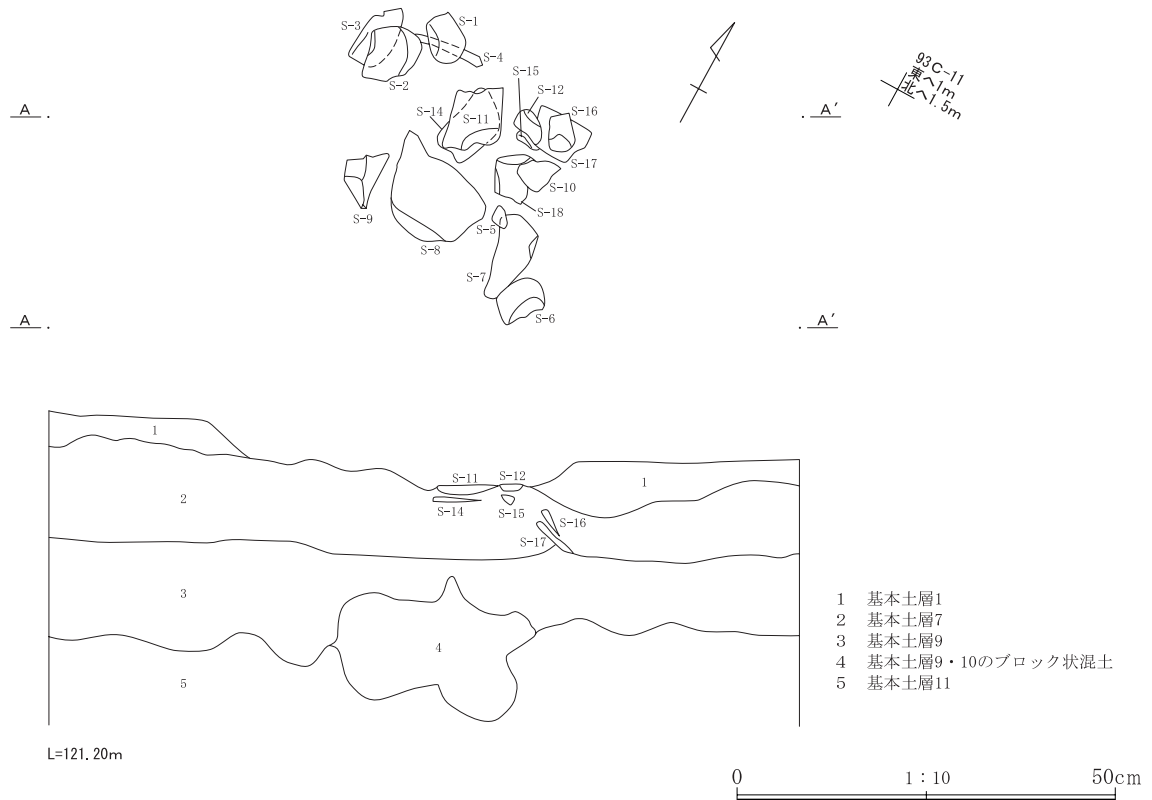 S-3
S-1
S-4
S-2
S-15
S-12
S-14
S-11
S-16
S-17
S-10
S-18
S-9
S-5
S-8
S-7
S-6
93C-11
東へ1m
北へ1.5m
A
A′
A
A′
1
2
S-11
S-12
S-14
S-15
S-16
S-17
1
3
4
5
1 基本土層1
2 基本土層7
3 基本土層9
4 基本土層9・10のブロック状混土
5 基本土層11
L=121.20m
0
1：10
50cm